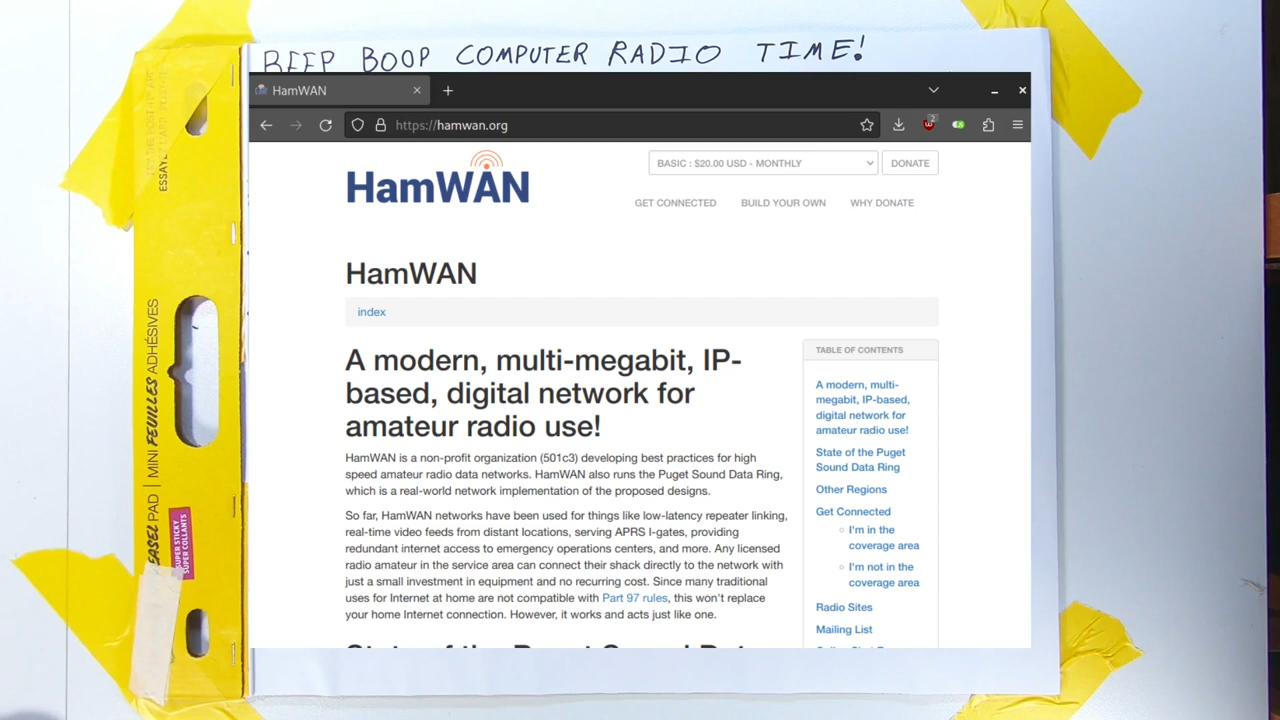 BEEP BOOP COMPUTER RADIO TIME!
HamWAN
https://hamwan.org
2
HamWAN
BASIC : $20.00 USD - MONTHLY
DONATE
GET CONNECTED
BUILD YOUR OWN
WHY DONATE
HamWAN
index
A modern, multi-megabit, IP-
based, digital network for
amateur radio use!
HamWAN is a non-profit organization (501c3) developing best practices for high
speed amateur radio data networks. HamWAN also runs the Puget Sound Data Ring,
which is a real-world network implementation of the proposed designs.
So far, HamWAN networks have been used for things like low-latency repeater linking,
real-time video feeds from distant locations, serving APRS I-gates, providing
redundant internet access to emergency operations centers, and more. Any licensed
radio amateur in the service area can connect their shack directly to the network with
just a small investment in equipment and no recurring cost. Since many traditional
uses for Internet at home are not compatible with Part 97 rules, this won't replace
your home Internet connection. However, it works and acts just like one.
TABLE OF CONTENTS
A modern, multi-
megabit, IP-based,
digital network for
amateur radio use!
State of the Puget
Sound Data Ring
Other Regions
Get Connected
I'm in the
coverage area
I'm not in the
coverage area
Radio Sites
Mailing List
EASEL PAD | MINI FEUILLES ADHÉSIVES
SUPER STICKY
SUPER COLLANTS